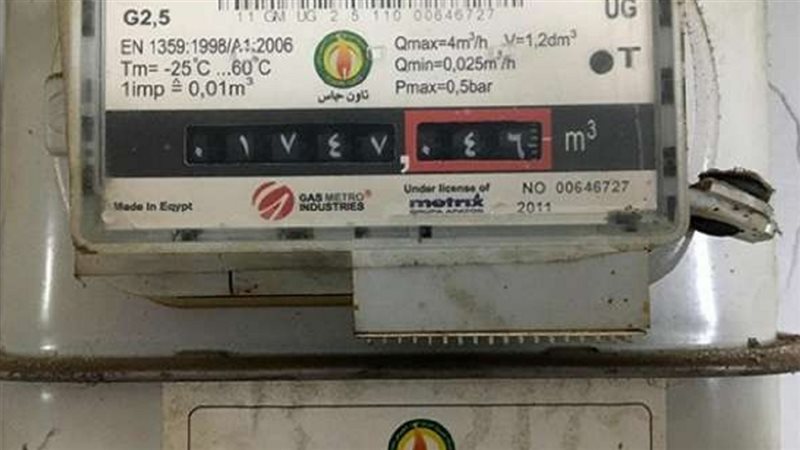 11 GM UG 2 5 110 00646727
G2,5
UG
EN 1359:1998/A1:2006
Tm= -25°C ...60°C
1imp ≙ 0,01m³
تاون جاس
Qmax=4m³/h V=1,2dm³
Qmin=0,025m³/h
Pmax=0,5bar
T
٠١٧٤٧,٠٤٦ m³
Made in Egypt
GAS METRO®
INDUSTRIES
Under license of
metrix
NO 00646727
2011